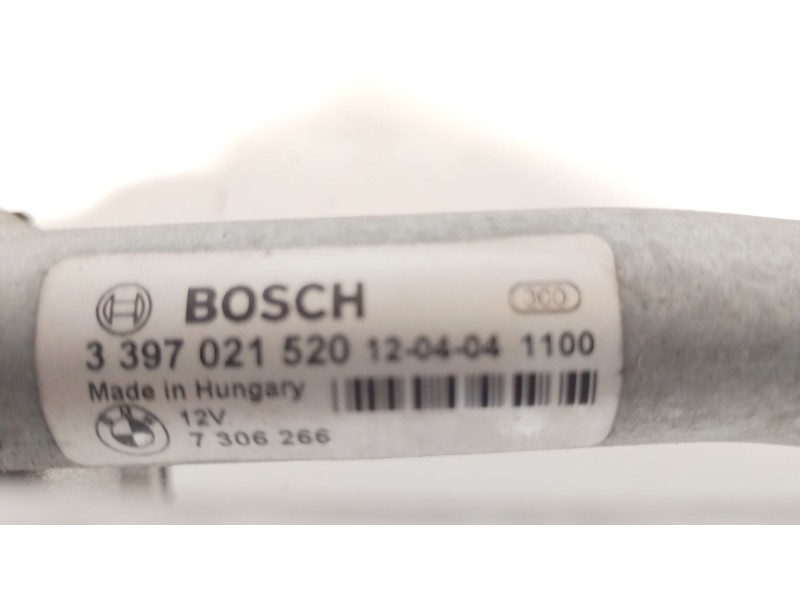 BOSCH
3 397 021 520 12-04-04 1100
Made in Hungary
12V
7 306 266